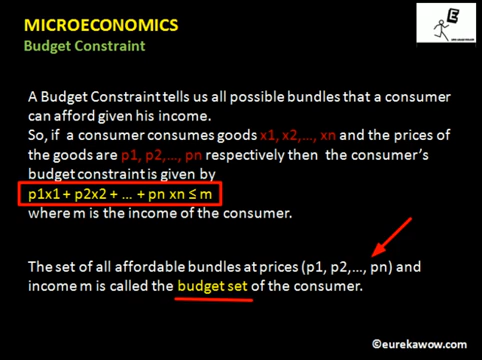 MICROECONOMICS
Budget Constraint
E
A Budget Constraint tells us all possible bundles that a consumer
can afford given his income.
So, if a consumer consumes goods x1, x2,..., xn and the prices
of the goods are p1, p2,..., pn respectively then the consumer's
budget constraint is given by
p1x1 + p2x2 + ... + pn xn ≤ m
where m is the income of the consumer.
The set of all affordable bundles at prices (p1, p2,..., pn) and
income m is called the budget set of the consumer.
©eurekawow.com